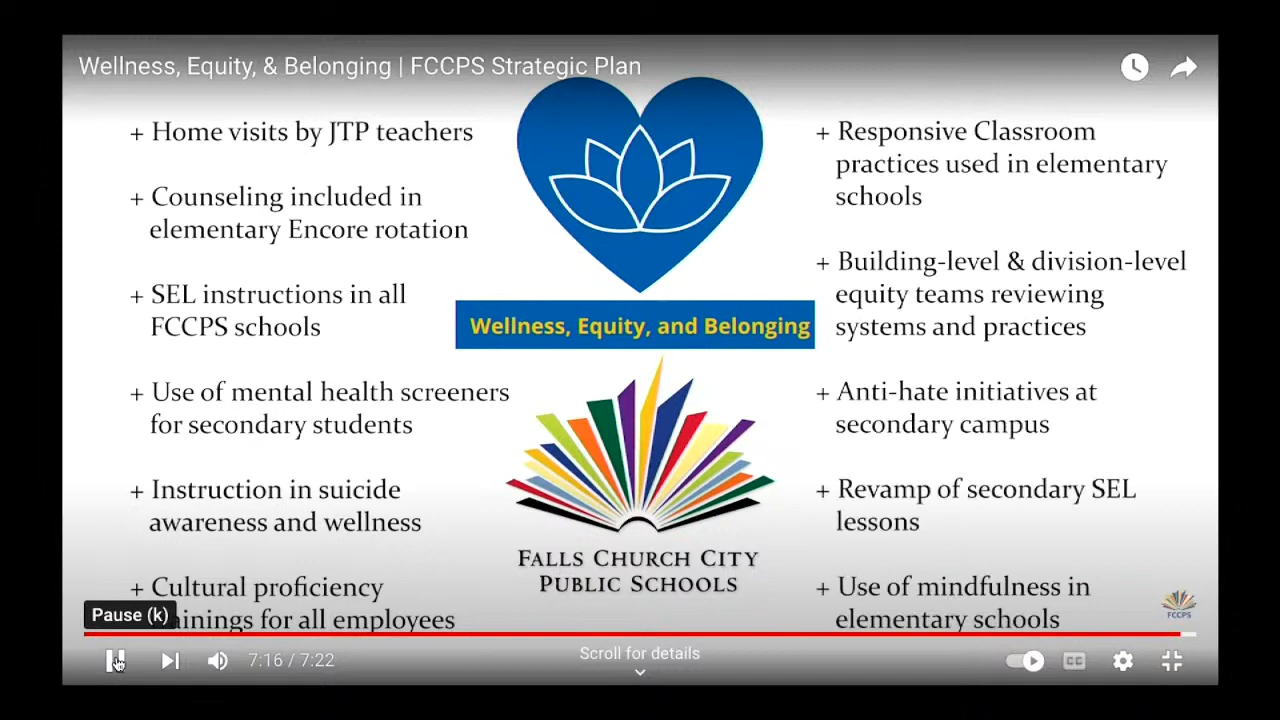 Wellness, Equity, & Belonging | FCCPS Strategic Plan
+ Home visits by JTP teachers
+ Counseling included in
elementary Encore rotation
+ SEL instructions in all
FCCPS schools
+ Use of mental health screeners
for secondary students
+ Instruction in suicide
awareness and wellness
+ Cultural proficiency
ainings for all employees
Wellness, Equity, and Belonging
FALLS CHURCH CITY
PUBLIC SCHOOLS
+ Responsive Classroom
practices used in elementary
schools
+ Building-level & division-level
equity teams reviewing
systems and practices
+ Anti-hate initiatives at
secondary campus
+ Revamp of secondary SEL
lessons
+ Use of mindfulness in
elementary schools
FCCPS
Pause (k)
7:16 / 7:22
Scroll for details
CC